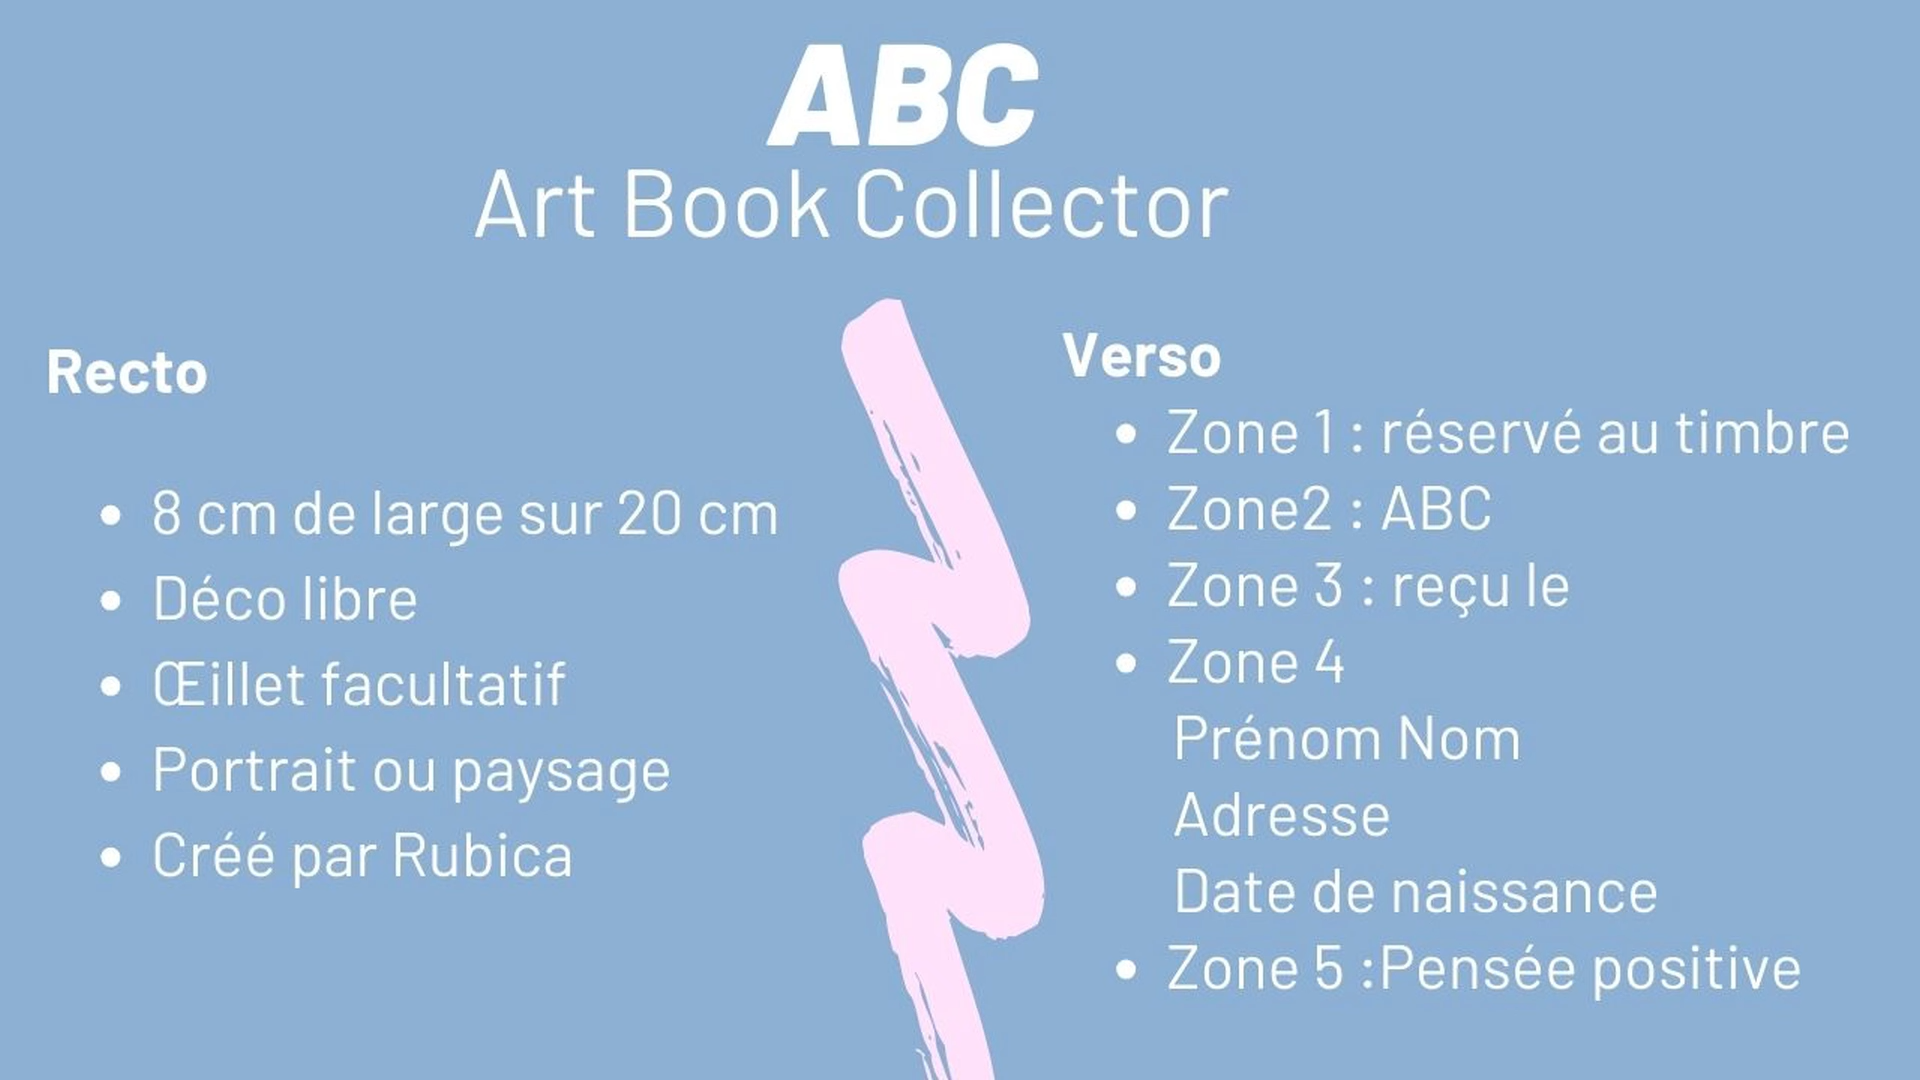 ABC
Art Book Collector
Recto
• 8 cm de large sur 20 cm
• Déco libre
• Œillet facultatif
• Portrait ou paysage
• Créé par Rubica
Verso
• Zone 1 : réservé au timbre
• Zone2 : ABC
• Zone 3 : reçu le
• Zone 4
Prénom Nom
Adresse
Date de naissance
• Zone 5 :Pensée positive